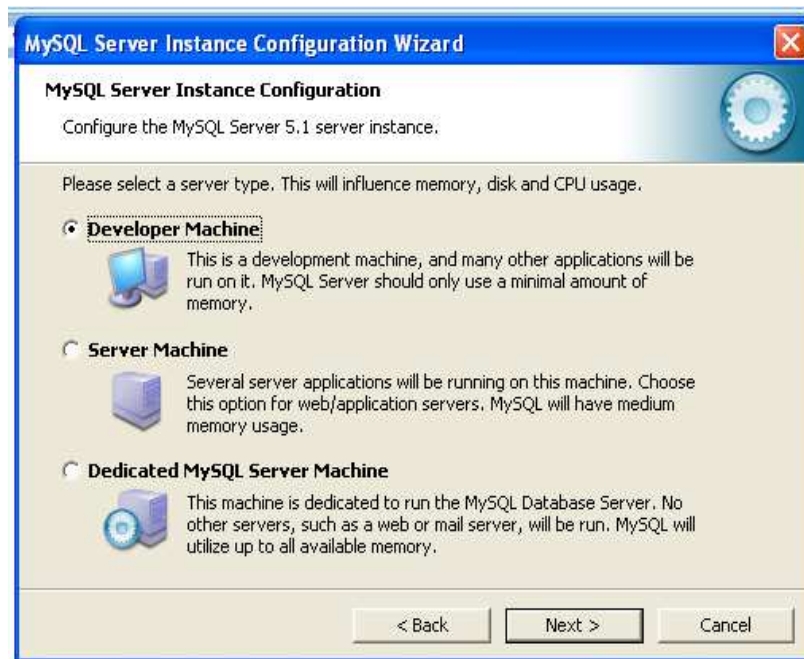 MySQL Server Instance Configuration Wizard
MySQL Server Instance Configuration
Configure the MySQL Server 5.1 server instance.
Please select a server type. This will influence memory, disk and CPU usage.
Developer Machine
This is a development machine, and many other applications will be
run on it. MySQL Server should only use a minimal amount of
memory.
Server Machine
Several server applications will be running on this machine. Choose
this option for web/application servers. MySQL will have medium
memory usage.
Dedicated MySQL Server Machine
This machine is dedicated to run the MySQL Database Server. No
other servers, such as a web or mail server, will be run. MySQL will
utilize up to all available memory.
< Back
Next >
Cancel